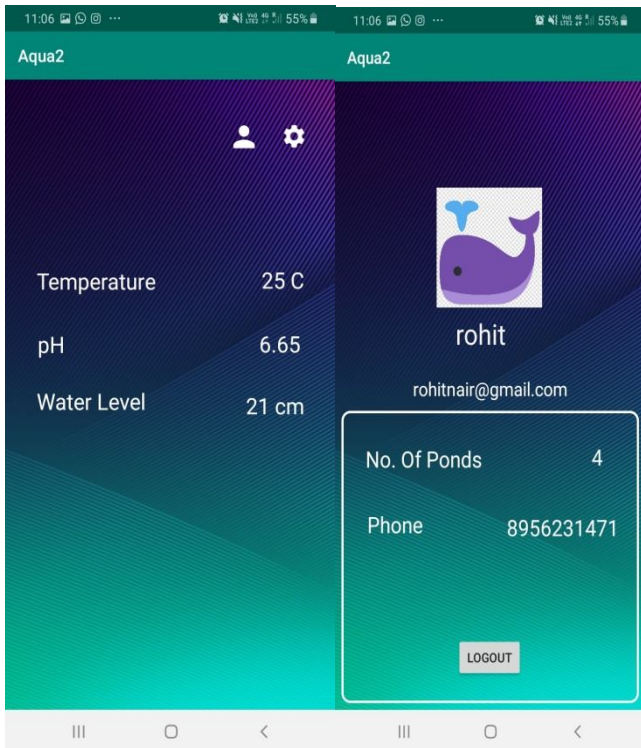 11:06
55%
Aqua2
Temperature 25 C
pH 6.65
Water Level 21 cm
11:06
55%
Aqua2
rohit
rohitnair@gmail.com
No. Of Ponds 4
Phone 8956231471
LOGOUT